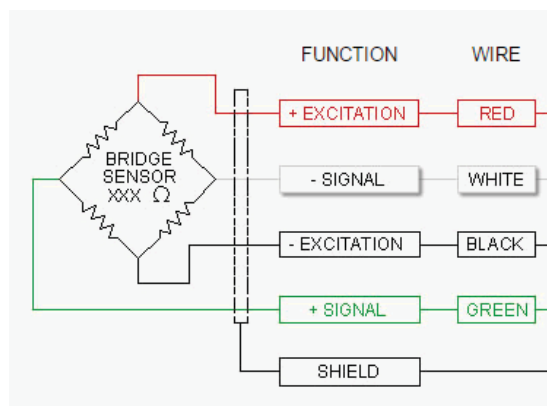 FUNCTION WIRE
+ EXCITATION RED
BRIDGE
SENSOR
XXX Ω
- SIGNAL WHITE
- EXCITATION BLACK
+ SIGNAL GREEN
SHIELD